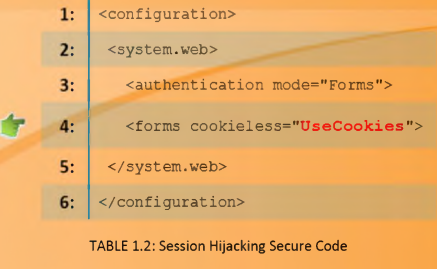 1: <configuration>
2: <system.web>
3: <authentication mode="Forms">
4: <forms cookieless="UseCookies">
5: </system.web>
6: </configuration>
TABLE 1.2: Session Hijacking Secure Code